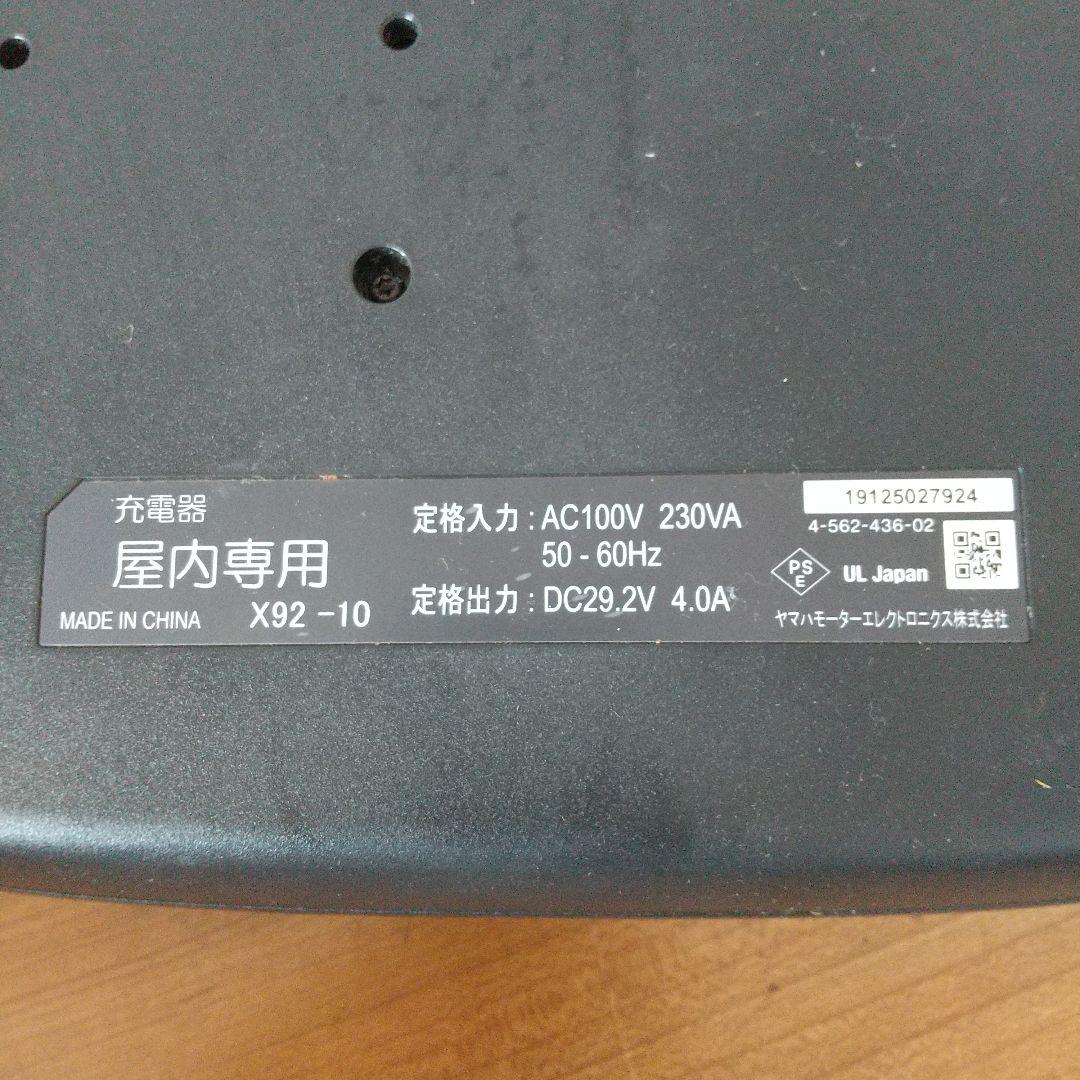 充電器
屋内専用
MADE IN CHINA X92-10
定格入力：AC100V 230VA
50-60Hz
定格出力：DC29.2V 4.0A
19125027924
4-562-436-02
PS
E
UL Japan
ヤマハモーターエレクトロニクス株式会社